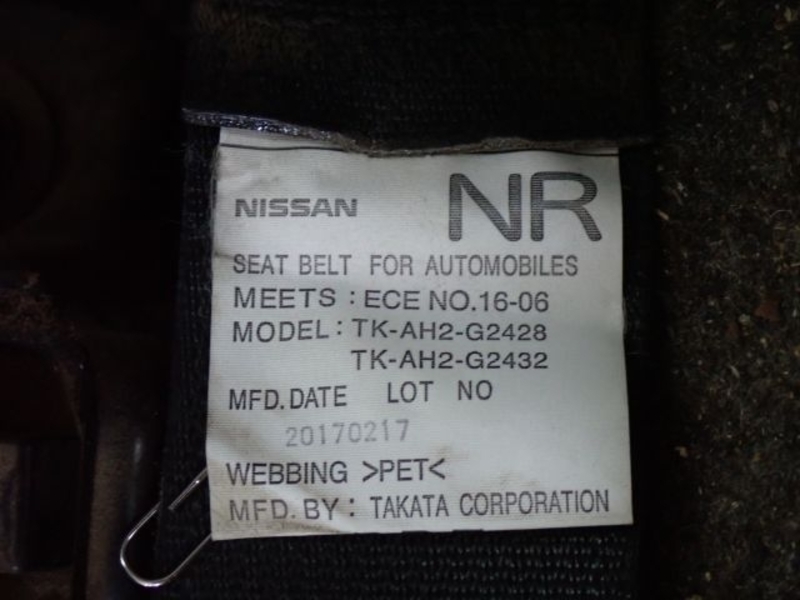 NISSAN NR
SEAT BELT FOR AUTOMOBILES
MEETS : ECE NO.16-06
MODEL : TK-AH2-G2428
TK-AH2-G2432
MFD. DATE LOT NO
20170217
WEBBING >PET<
MFD. BY : TAKATA CORPORATION